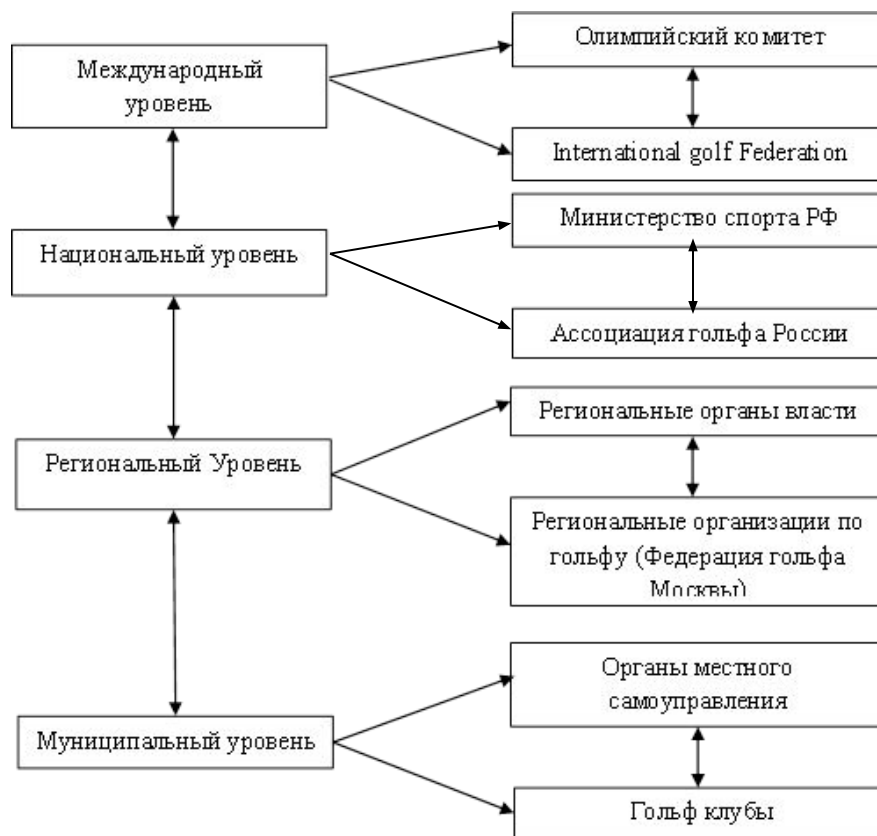 Международный
уровень
Олимпийский комитет
International golf Federation
Национальный уровень
Министерство спорта РФ
Ассоциация гольфа России
Региональный Уровень
Региональные органы власти
Региональные организации по
гольфу (Федерация гольфа
Москвы)
Муниципальный уровень
Органы местного
самоуправления
Гольф клубы